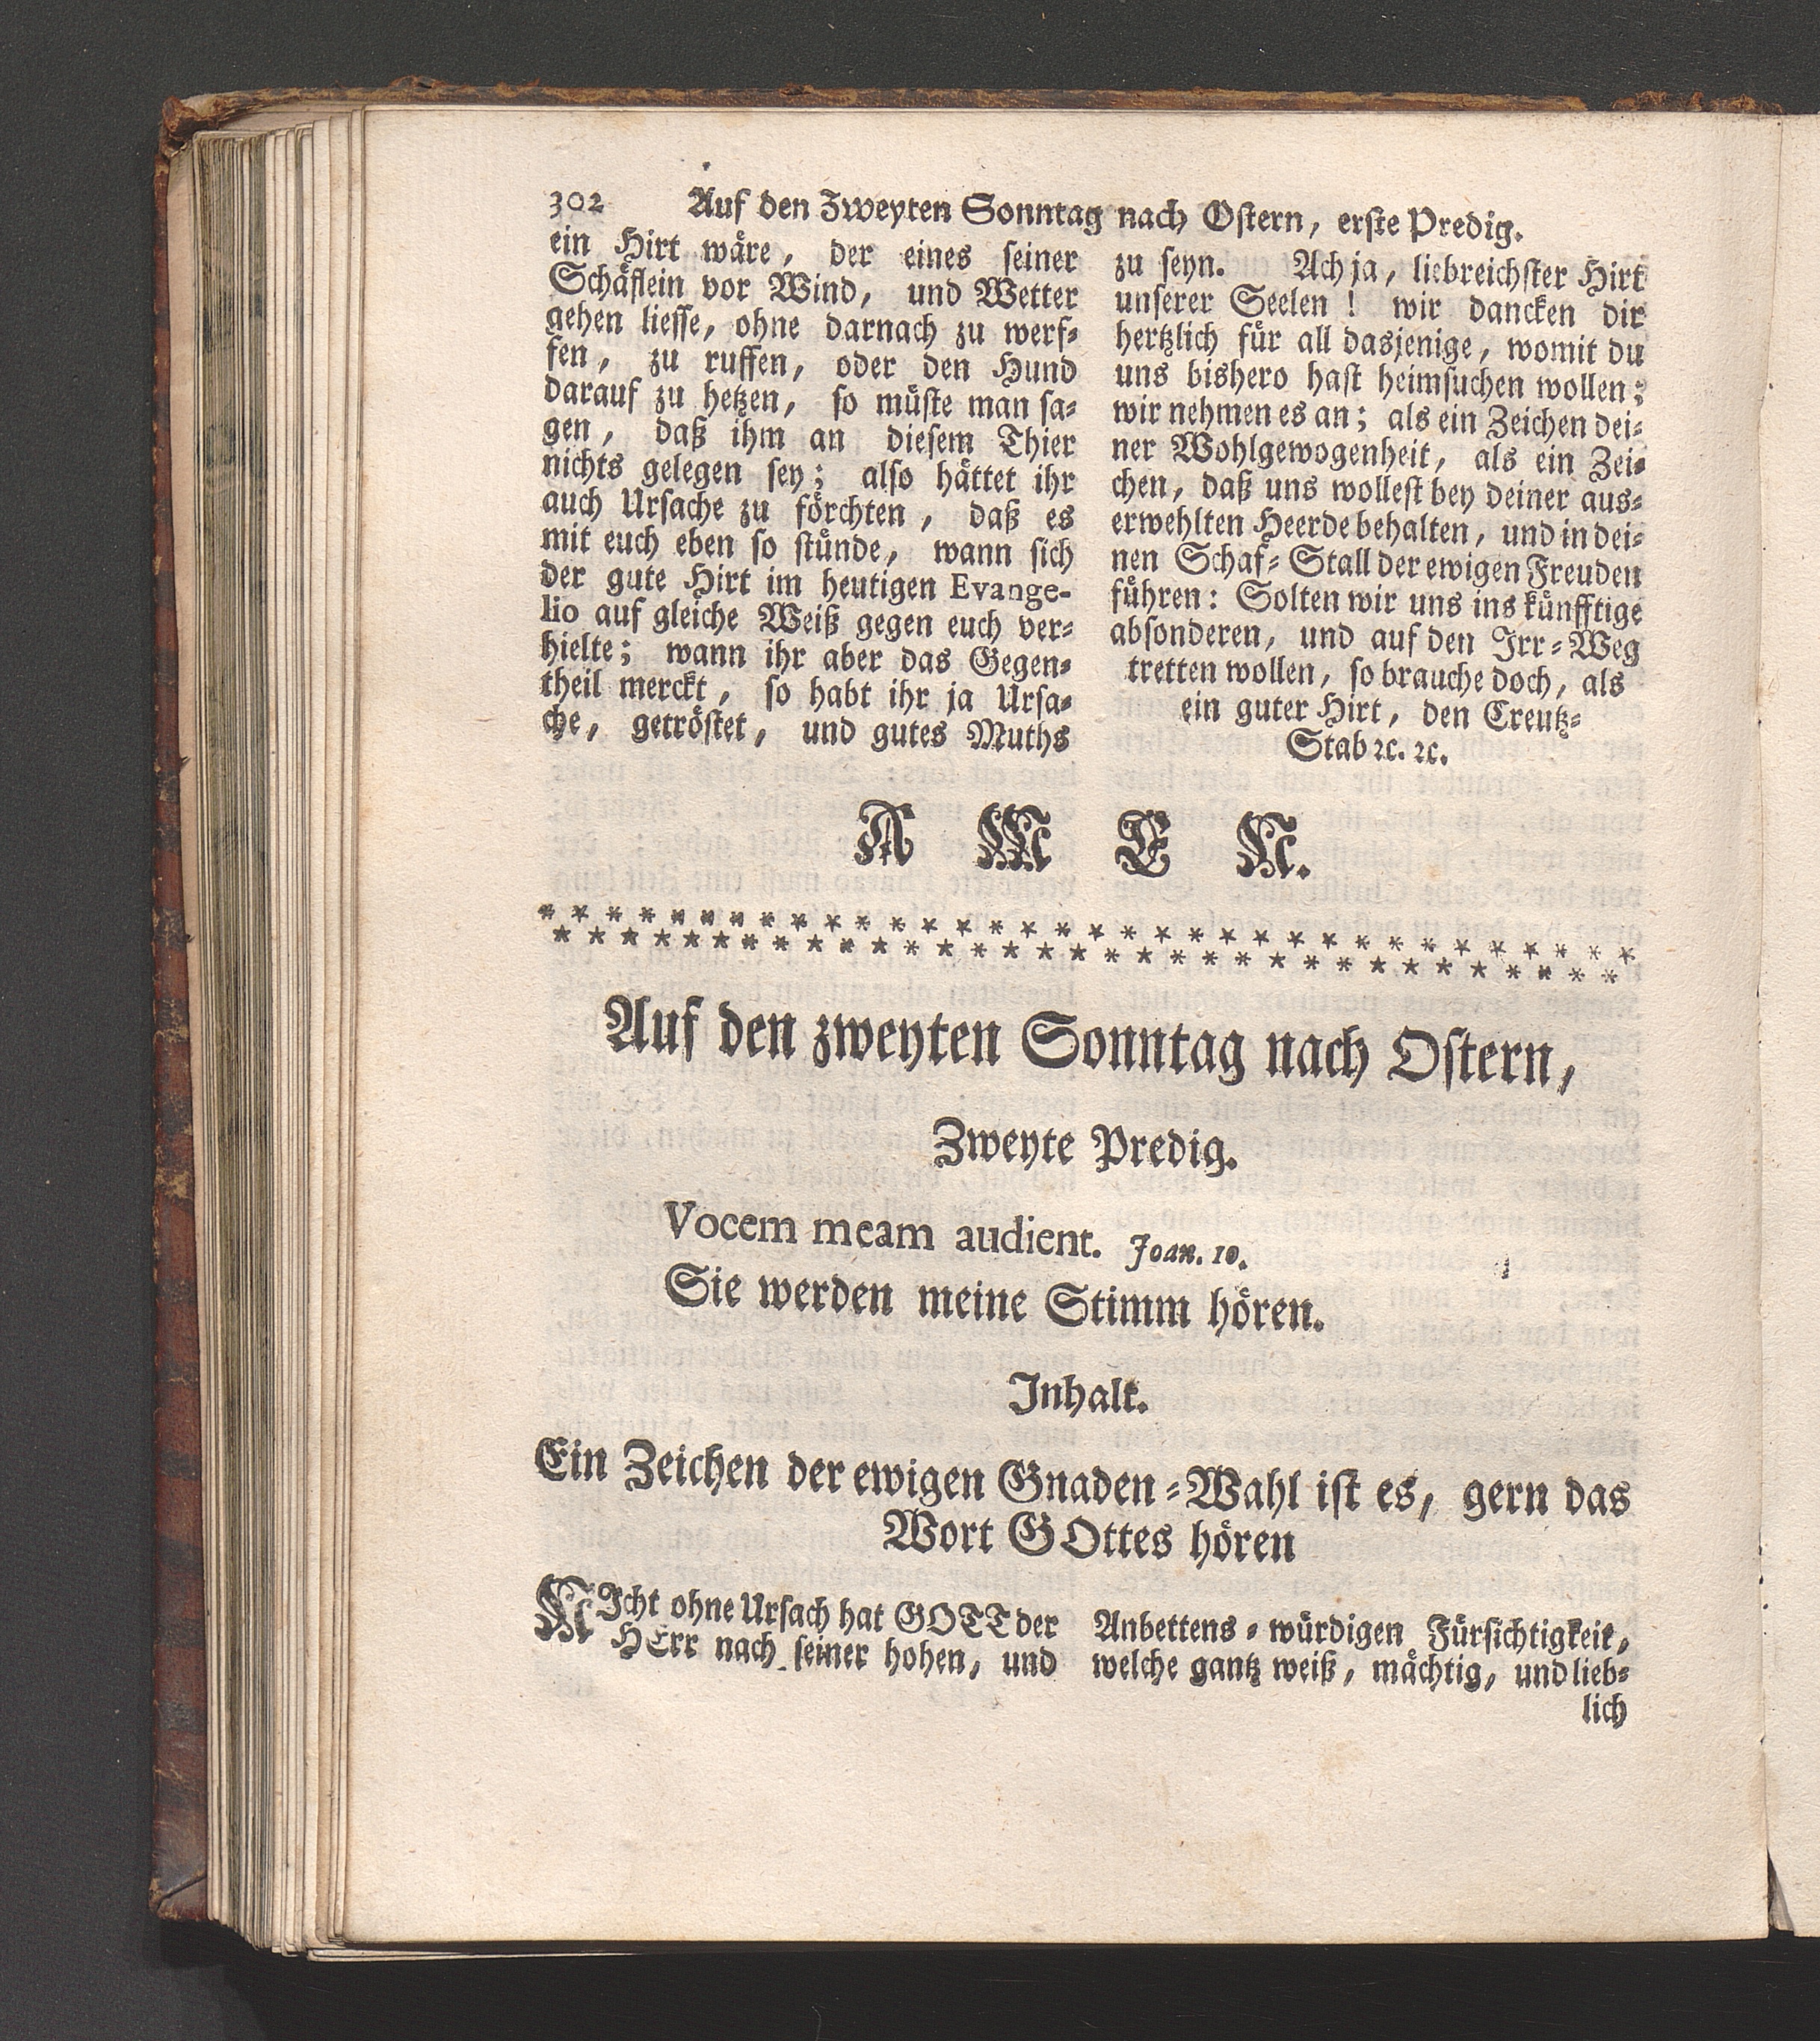 302 Auf den Zweyten Sonntag nach Ostern, erste Predig.
ein Hirt wäre, der eines seiner
Schäflein vor Wind, und Wetter
gehen liesse, ohne darnach zu werf-
fen, zu ruffen, oder den Hund
darauf zu hetzen, so müste man sa-
gen, daß ihm an diesem Thier
nichts gelegen sey; also hättet ihr
auch Ursache zu förchten, daß es
mit euch eben so stünde, wann sich
der gute Hirt im heutigen Evange-
lio auf gleiche Weiß gegen euch ver-
hielte; wann ihr aber das Gegen-
theil merckt, so habt ihr ja Ursa-
che, getröstet, und gutes Muths
zu seyn. Ach ja, liebreichster Hirt
unserer Seelen! wir dancken dir
hertzlich für all dasjenige, womit du
uns bishero hast heimsuchen wollen;
wir nehmen es an; als ein Zeichen dei-
ner Wohlgewogenheit, als ein Zei-
chen, daß uns wollest bey deiner aus-
erwehlten Heerde behalten, und in dei-
nen Schaf-Stall der ewigen Freuden
führen: Solten wir uns ins künfftige
absonderen, und auf den Irr-Weg
tretten wollen, so brauche doch, als
ein guter Hirt, den Creutz-
Stab ꝛc. ꝛc.
A M E N.
Auf den zweyten Sonntag nach Ostern,
Zweyte Predig.
Vocem meam audient. Joan. 10.
Sie werden meine Stimm hören.
Inhalt.
Ein Zeichen der ewigen Gnaden-Wahl ist es, gern das
Wort GOttes hören
NIcht ohne Ursach hat GOTT der
HErr nach seiner hohen, und
Anbettens-würdigen Fürsichtigkeit,
welche gantz weiß, mächtig, und lieb-
lich